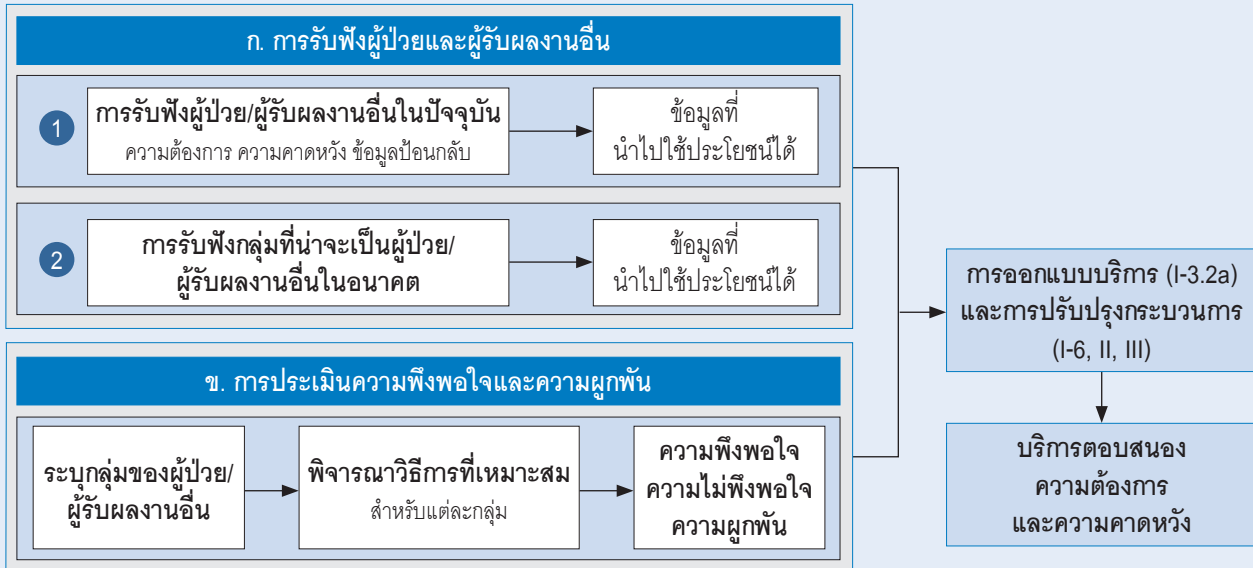 ก. การรับฟังผู้ป่วยและผู้รับผลงานอื่น
1
การรับฟังผู้ป่วย/ผู้รับผลงานอื่นในปัจจุบัน
ความต้องการ ความคาดหวัง ข้อมูลป้อนกลับ
ข้อมูลที่
นำไปใช้ประโยชน์ได้
2
การรับฟังกลุ่มที่น่าจะเป็นผู้ป่วย/
ผู้รับผลงานอื่นในอนาคต
ข้อมูลที่
นำไปใช้ประโยชน์ได้
ข. การประเมินความพึงพอใจและความผูกพัน
ระบุกลุ่มของผู้ป่วย/
ผู้รับผลงานอื่น
พิจารณาวิธีการที่เหมาะสม
สำหรับแต่ละกลุ่ม
ความพึงพอใจ
ความไม่พึงพอใจ
ความผูกพัน
การออกแบบบริการ (I-3.2a)
และการปรับปรุงกระบวนการ
(I-6, II, III)
บริการตอบสนอง
ความต้องการ
และความคาดหวัง